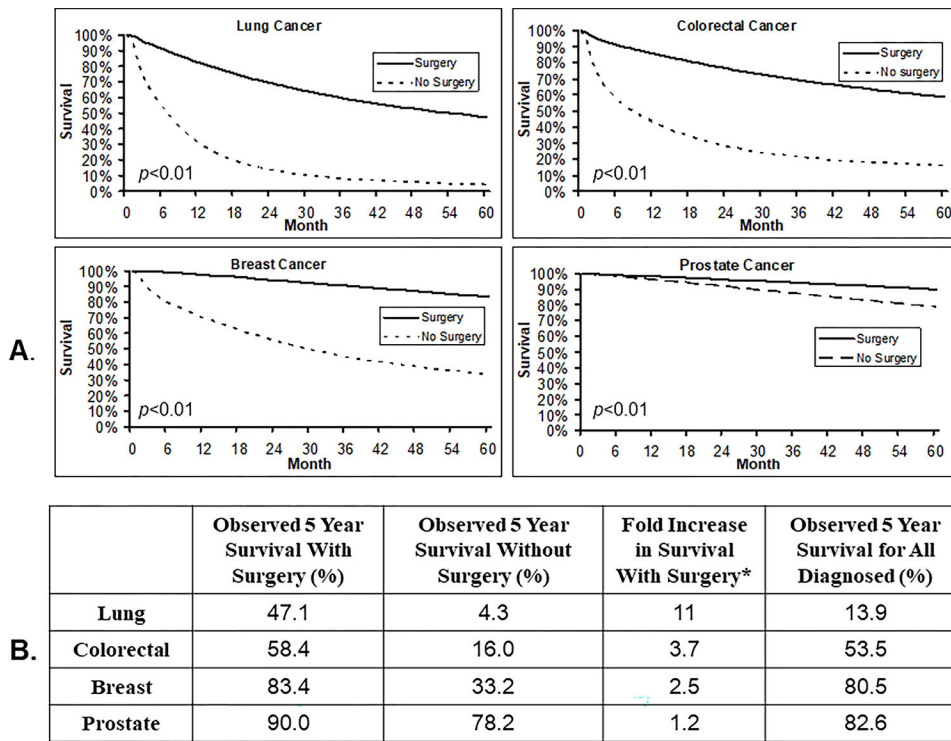 Lung Cancer
100%
90%
80%
70%
60%
50%
40%
30%
20%
10%
0%
Survival
Surgery
No Surgery
p<0.01
0 6 12 18 24 30 36 42 48 54 60
Month
Colorectal Cancer
100%
90%
80%
70%
60%
50%
40%
30%
20%
10%
0%
Survival
Surgery
No surgery
p<0.01
0 6 12 18 24 30 36 42 48 54 60
Month
A.
Breast Cancer
100%
90%
80%
70%
60%
50%
40%
30%
20%
10%
0%
Survival
Surgery
No Surgery
p<0.01
0 6 12 18 24 30 36 42 48 54 60
Month
Prostate Cancer
100%
90%
80%
70%
60%
50%
40%
30%
20%
10%
0%
Survival
Surgery
No Surgery
p<0.01
0 6 12 18 24 30 36 42 48 54 60
Month
B.
Observed 5 Year
Survival With
Surgery (%)
Observed 5 Year
Survival Without
Surgery (%)
Fold Increase
in Survival
With Surgery*
Observed 5 Year
Survival for All
Diagnosed (%)
Lung 47.1 4.3 11 13.9
Colorectal 58.4 16.0 3.7 53.5
Breast 83.4 33.2 2.5 80.5
Prostate 90.0 78.2 1.2 82.6